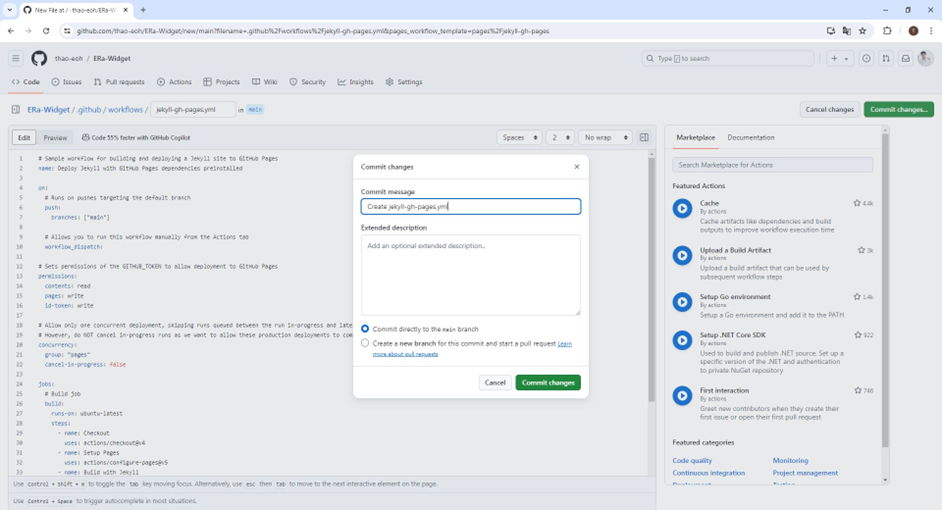 New File at / · thao-eoh/ERa-Widget
github.com/thao-eoh/ERa-Widget/new/main?filename=.github%2Fworkflows%2Fjekyll-gh-pages.yml&pages_workflow_template=pages%2Fjekyll-gh-pages
thao-eoh / ERa-Widget
Type / to search
Code Issues Pull requests Actions Projects Wiki Security Insights Settings
ERa-Widget / .github / workflows / jekyll-gh-pages.yml in main
Cancel changes Commit changes...
Edit Preview Code 55% faster with GitHub Copilot Spaces 2 No wrap
1 # Sample workflow for building and deploying a Jekyll site to GitHub Pages
2 name: Deploy Jekyll with GitHub Pages dependencies preinstalled
3
4 on:
5 # Runs on pushes targeting the default branch
6 push:
7 branches: ["main"]
8
9 # Allows you to run this workflow manually from the Actions tab
10 workflow_dispatch:
11
12 # Sets permissions of the GITHUB_TOKEN to allow deployment to GitHub Pages
13 permissions:
14 contents: read
15 pages: write
16 id-token: write
17
18 # Allow only one concurrent deployment, skipping runs queued between the run in-progress and
19 # However, do NOT cancel in-progress runs as we want to allow these production deployments to
20 concurrency:
21 group: "pages"
22 cancel-in-progress: false
23
24 jobs:
25 # Build job
26 build:
27 runs-on: ubuntu-latest
28 steps:
29 - name: Checkout
30 uses: actions/checkout@v4
31 - name: Setup Pages
32 uses: actions/configure-pages@v5
33 - name: Build with Jekyll
Use Control + Shift + m to toggle the tab key moving focus. Alternatively, use esc then tab to move to the next interactive element on the page.
Use Control + Space to trigger autocomplete in most situations.
Commit changes
Commit message
Create jekyll-gh-pages.yml
Extended description
Add an optional extended description..
Commit directly to the main branch
Create a new branch for this commit and start a pull request Learn
more about pull requests
Cancel Commit changes
Marketplace Documentation
Search Marketplace for Actions
Featured Actions
Cache 4.4k
By actions
Cache artifacts like dependencies and build
outputs to improve workflow execution time
Upload a Build Artifact 3k
By actions
Upload a build artifact that can be used by
subsequent workflow steps
Setup Go environment 1.4k
By actions
Setup a Go environment and add it to the PATH
Setup .NET Core SDK 922
By actions
Used to build and publish .NET source. Set up a
specific version of the .NET and authentication
to private NuGet repository
First interaction 746
By actions
Greet new contributors when they create their
first issue or open their first pull request
Featured categories
Code quality Monitoring
Continuous integration Project management